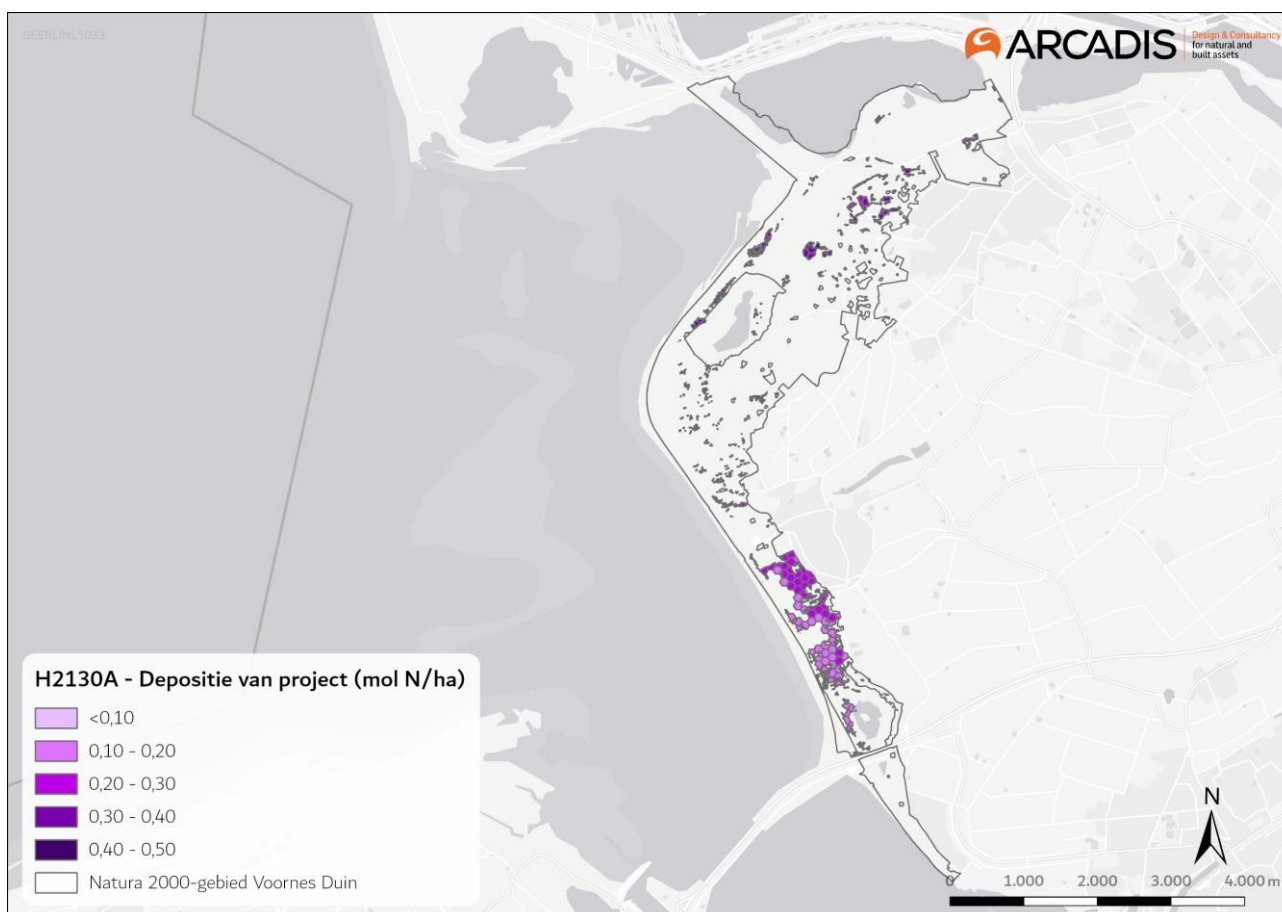 GEERLINL5033
ARCADIS
Design & Consultancy
for natural and
built assets
H2130A - Depositie van project (mol N/ha)
<0,10
0,10 - 0,20
0,20 - 0,30
0,30 - 0,40
0,40 - 0,50
Natura 2000-gebied Voornes Duin
N
0 1.000 2.000 3.000 4.000 m